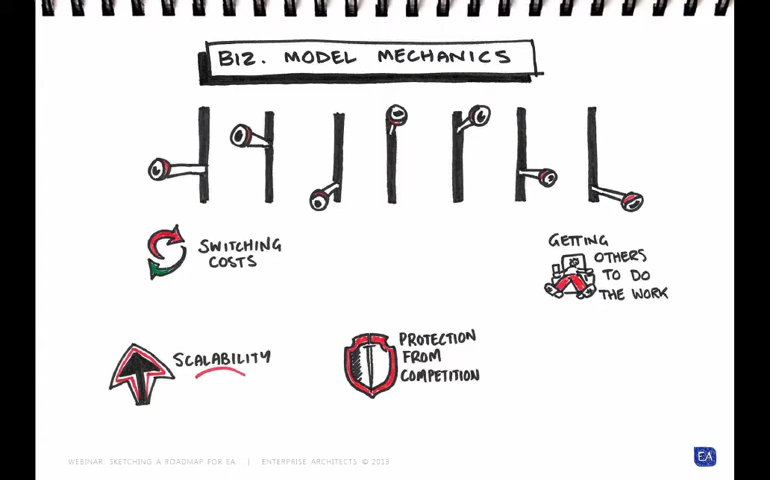 BIZ. MODEL MECHANICS
SWITCHING
COSTS
GETTING
OTHERS
TO DO
THE WORK
SCALABILITY
PROTECTION
FROM
COMPETITION
WEBINAR: SKETCHING A ROADMAP FOR EA | ENTERPRISE ARCHITECTS © 2013
EA